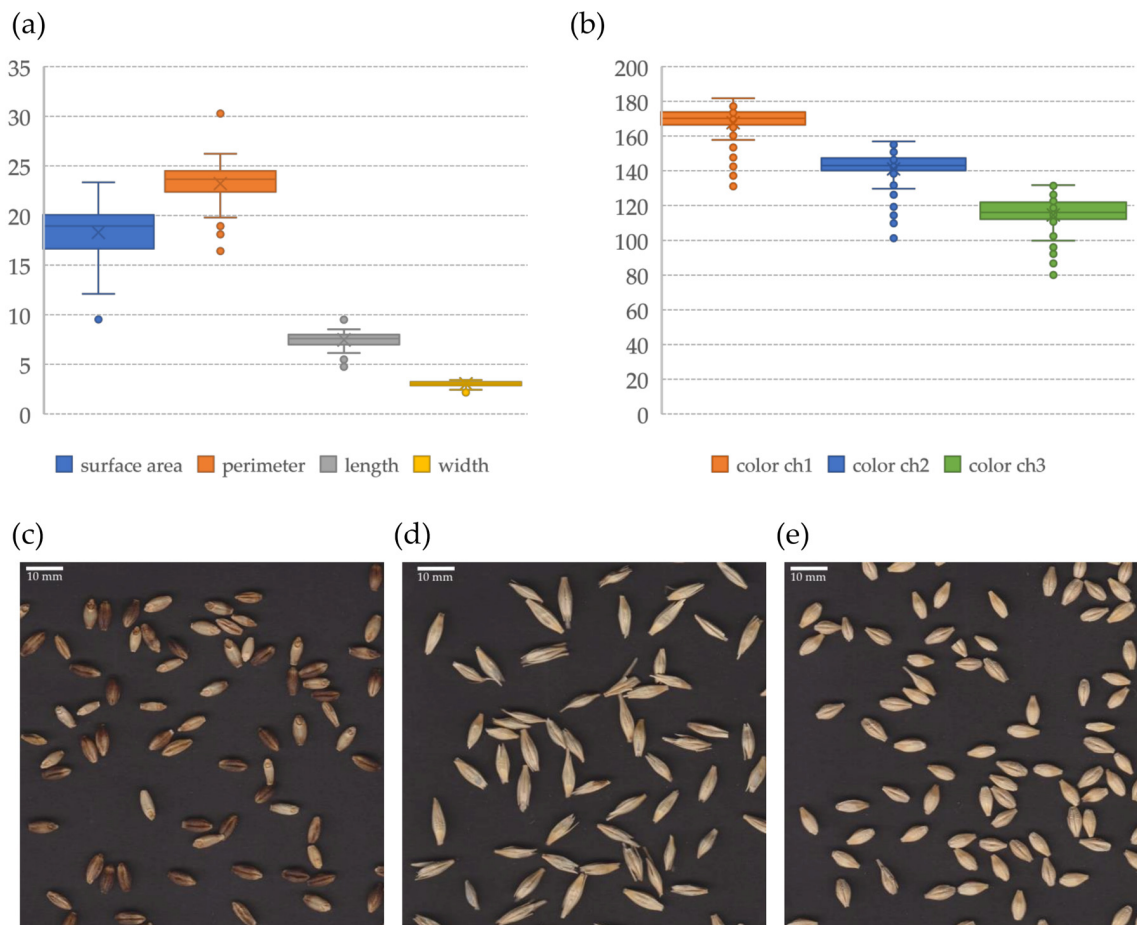 (a)
(b)
35
30
25
20
15
10
5
0
200
180
160
140
120
100
80
60
40
20
0
surface area perimeter length width
color ch1 color ch2 color ch3
(c)
(d)
(e)
10 mm
10 mm
10 mm